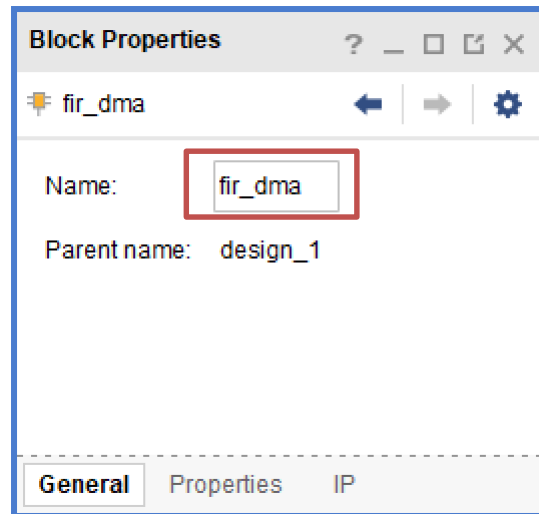 Block Properties ?
fir_dma
Name: fir_dma
Parent name: design_1
General Properties IP